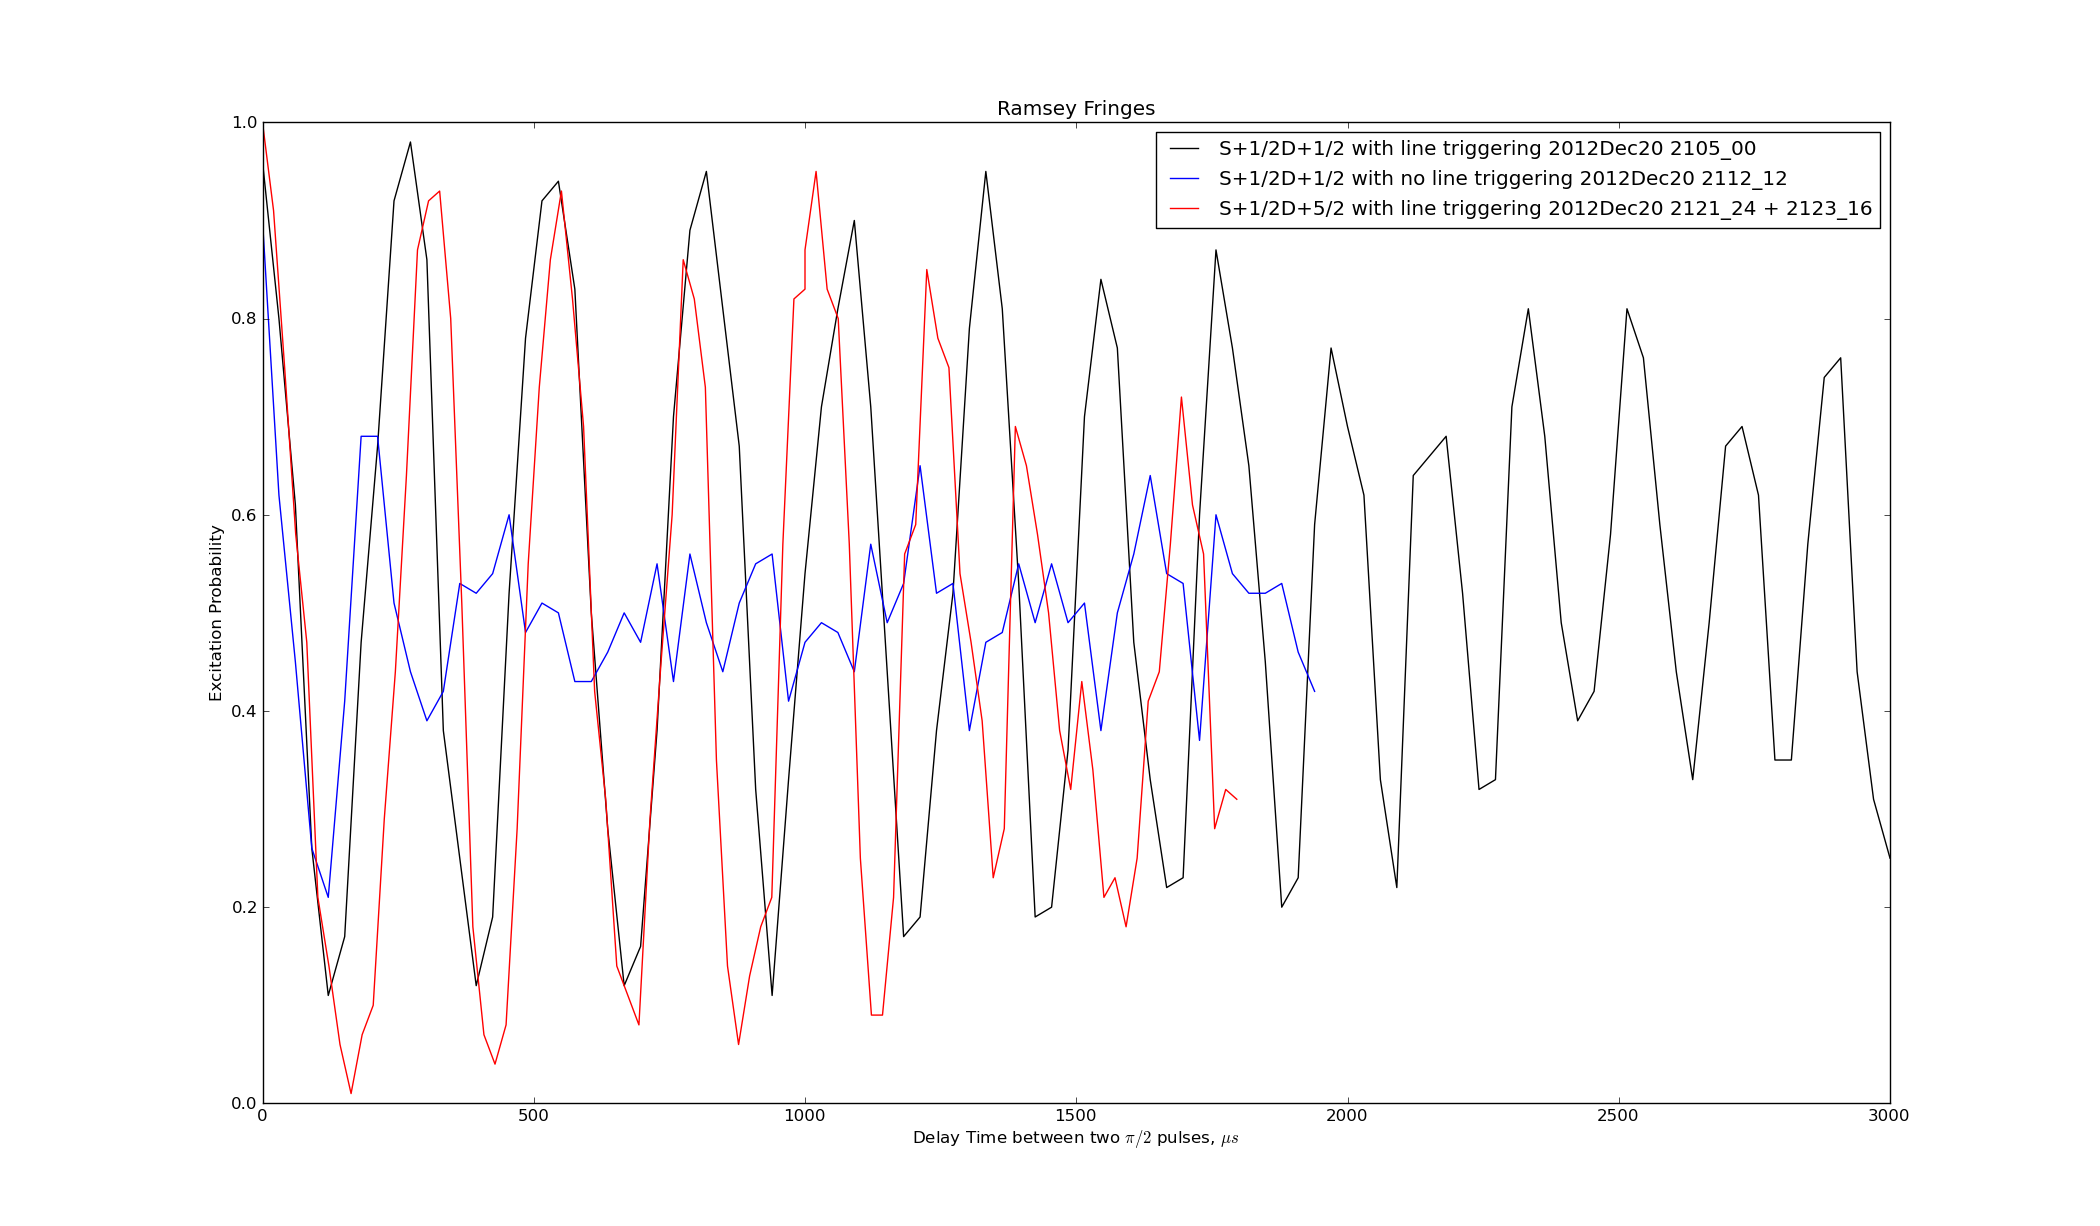 Ramsey Fringes
S+1/2D+1/2 with line triggering 2012Dec20 2105_00
S+1/2D+1/2 with no line triggering 2012Dec20 2112_12
S+1/2D+5/2 with line triggering 2012Dec20 2121_24 + 2123_16
Excitation Probability
1.0
0.8
0.6
0.4
0.2
0.0
0 500 1000 1500 2000 2500 3000
Delay Time between two π/2 pulses, μs